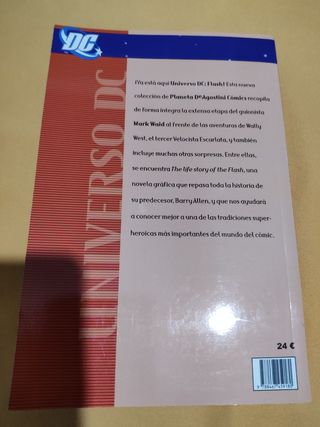 DC
UNIVERSO DC
¡Ya está aquí Universo DC: Flash! Esta nueva
colección de Planeta DeAgostini Cómics recopila
de forma íntegra la extensa etapa del guionista
Mark Waid al frente de las aventuras de Wally
West, el tercer Velocista Escarlata, y también
incluye muchas otras sorpresas. Entre ellas,
se encuentra The life story of the Flash, una
novela gráfica que repasa toda la historia de
su predecesor, Barry Allen, y que nos ayudará
a conocer mejor a una de las tradiciones super-
heroicas más importantes del mundo del cómic.
24 €